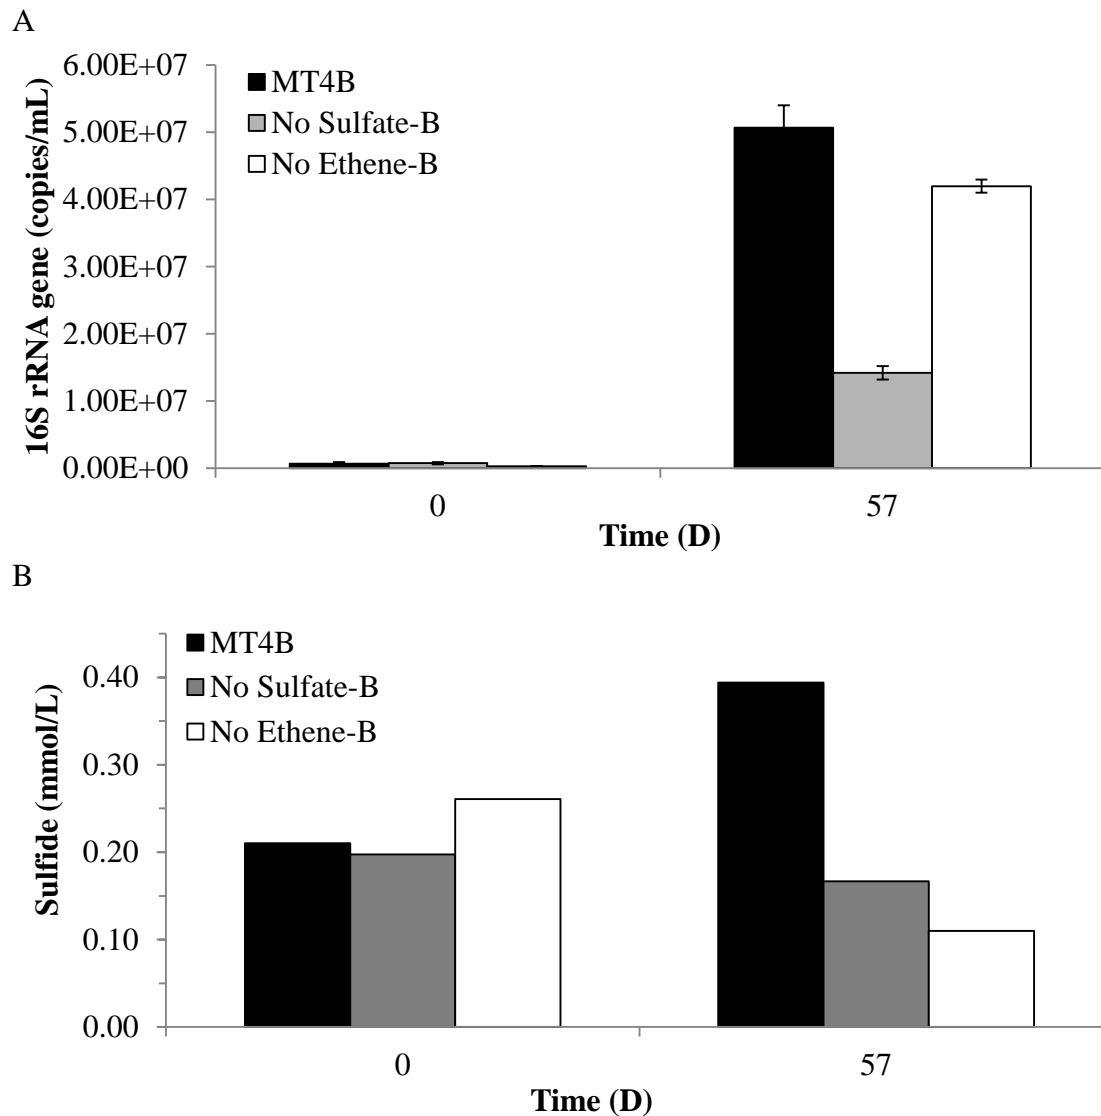 A
16S rRNA gene (copies/mL)
6.00E+07
5.00E+07
4.00E+07
3.00E+07
2.00E+07
1.00E+07
0.00E+00
MT4B
No Sulfate-B
No Ethene-B
0 57
Time (D)
B
Sulfide (mmol/L)
0.40
0.30
0.20
0.10
0.00
MT4B
No Sulfate-B
No Ethene-B
0 57
Time (D)